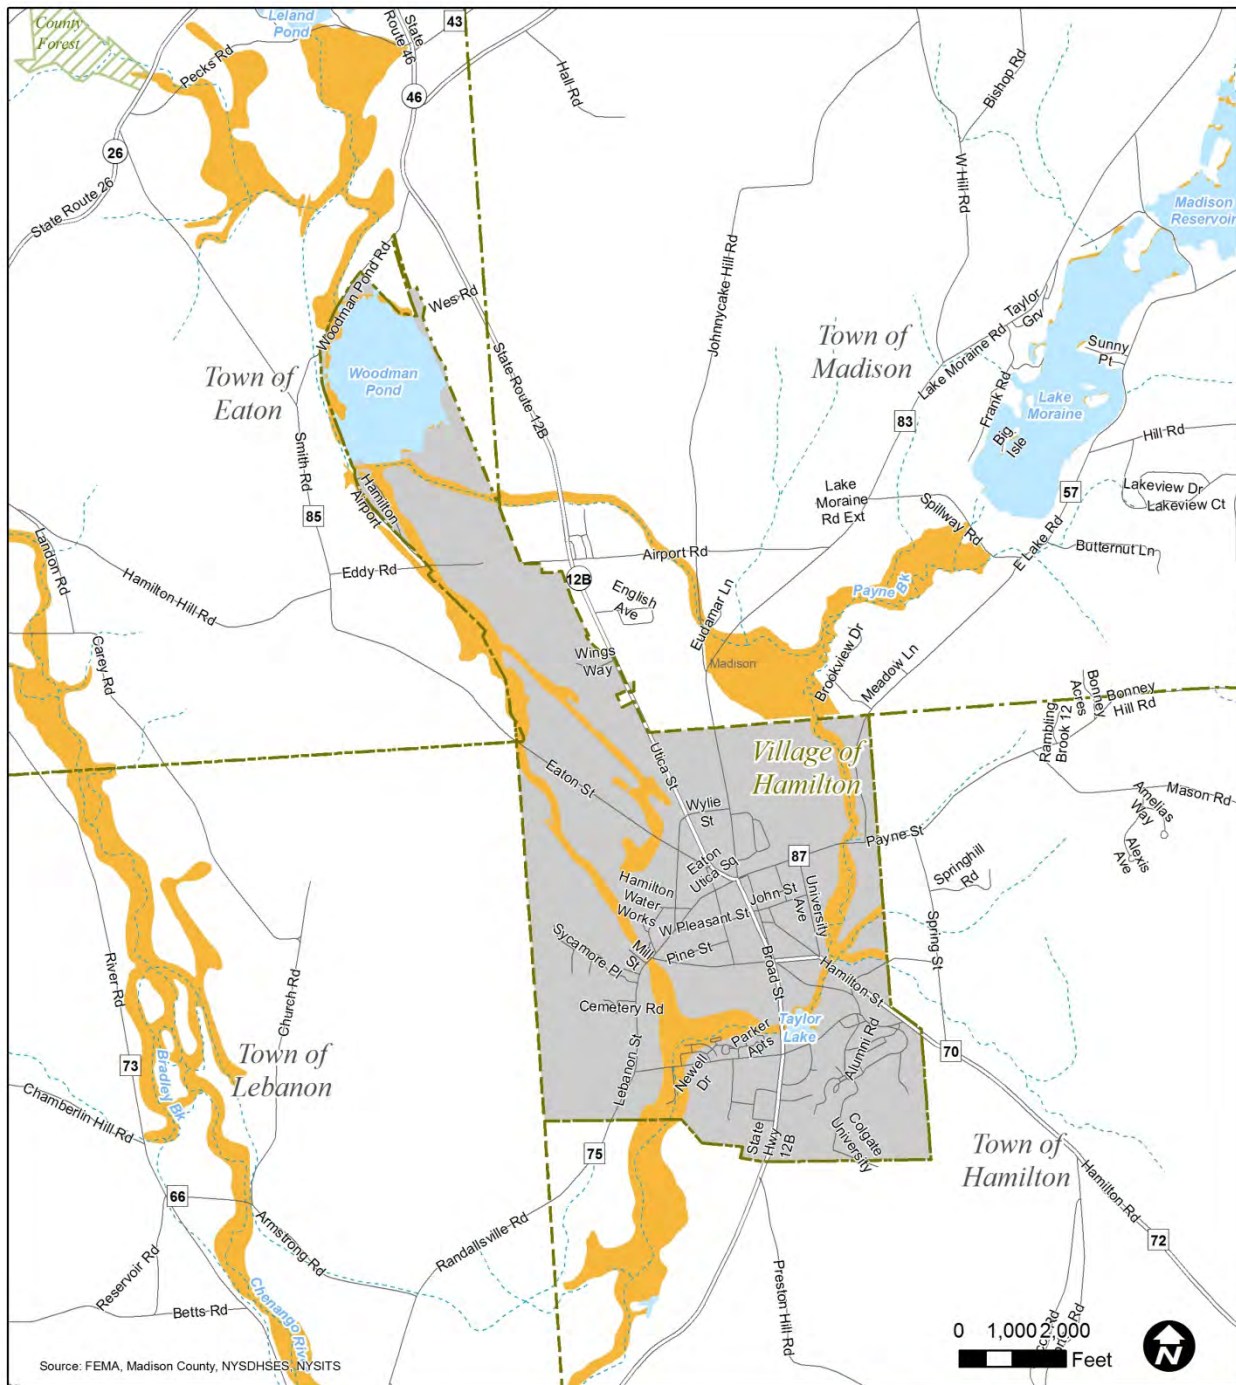 County
Forest
Leland
Pond
43
State
Route 46
Pecks Rd
46
Hall Rd
Bishop Rd
26
State Route 26
W Hill Rd
Madison
Reservoir
Johnnycake Hill Rd
Woodman Pond Rd
Wes Rd
Taylor
Grv
Lake Moraine Rd
Sunny
Pt
Town of
Madison
State Route 12B
Woodman
Pond
Town of
Eaton
Frank Rd
Lake
Moraine
83
Big
Isle
Hill Rd
Smith Rd
Hamilton
Airport
Lake
Moraine
Rd Ext
57
Lakeview Dr
Lakeview Ct
85
Spillway Rd
E Lake Rd
Landon Rd
Airport Rd
Butternut Ln
Eddy Rd
12B
Hamilton Hill Rd
English
Ave
Payne Bk
Eudamar Ln
Carey Rd
Wings
Way
Madison
Brookview Dr
Meadow Ln
Bonney
Acres
Bonney
Hill Rd
Rambling
Brook 12
Utica St
Village of
Hamilton
Eaton St
Amelias
Way
Mason Rd
Wylie
St
Payne St
Alexis
Ave
Eaton
Utica Sq
87
Springhill
Rd
Hamilton
Water
Works
John St
University
Ave
W Pleasant St
Spring St
Mill
St
Pine St
Sycamore Pl
Broad St
Hamilton St
River Rd
Church Rd
Cemetery Rd
Taylor
Lake
Parker
Apts
Alumni Rd
70
73
Town of
Lebanon
Bradley Bk
Lebanon St
Newell
Dr
Chamberlin Hill Rd
State
Hwy
12B
Colgate
University
Town of
Hamilton
75
66
Hamilton Rd
Armstrong Rd
Randallsville Rd
72
Reservoir Rd
Betts Rd
Chenango Riv
Preston Hill Rd
0 1,000 2,000
Feet
N
Source: FEMA, Madison County, NYSDHSES, NYSITS